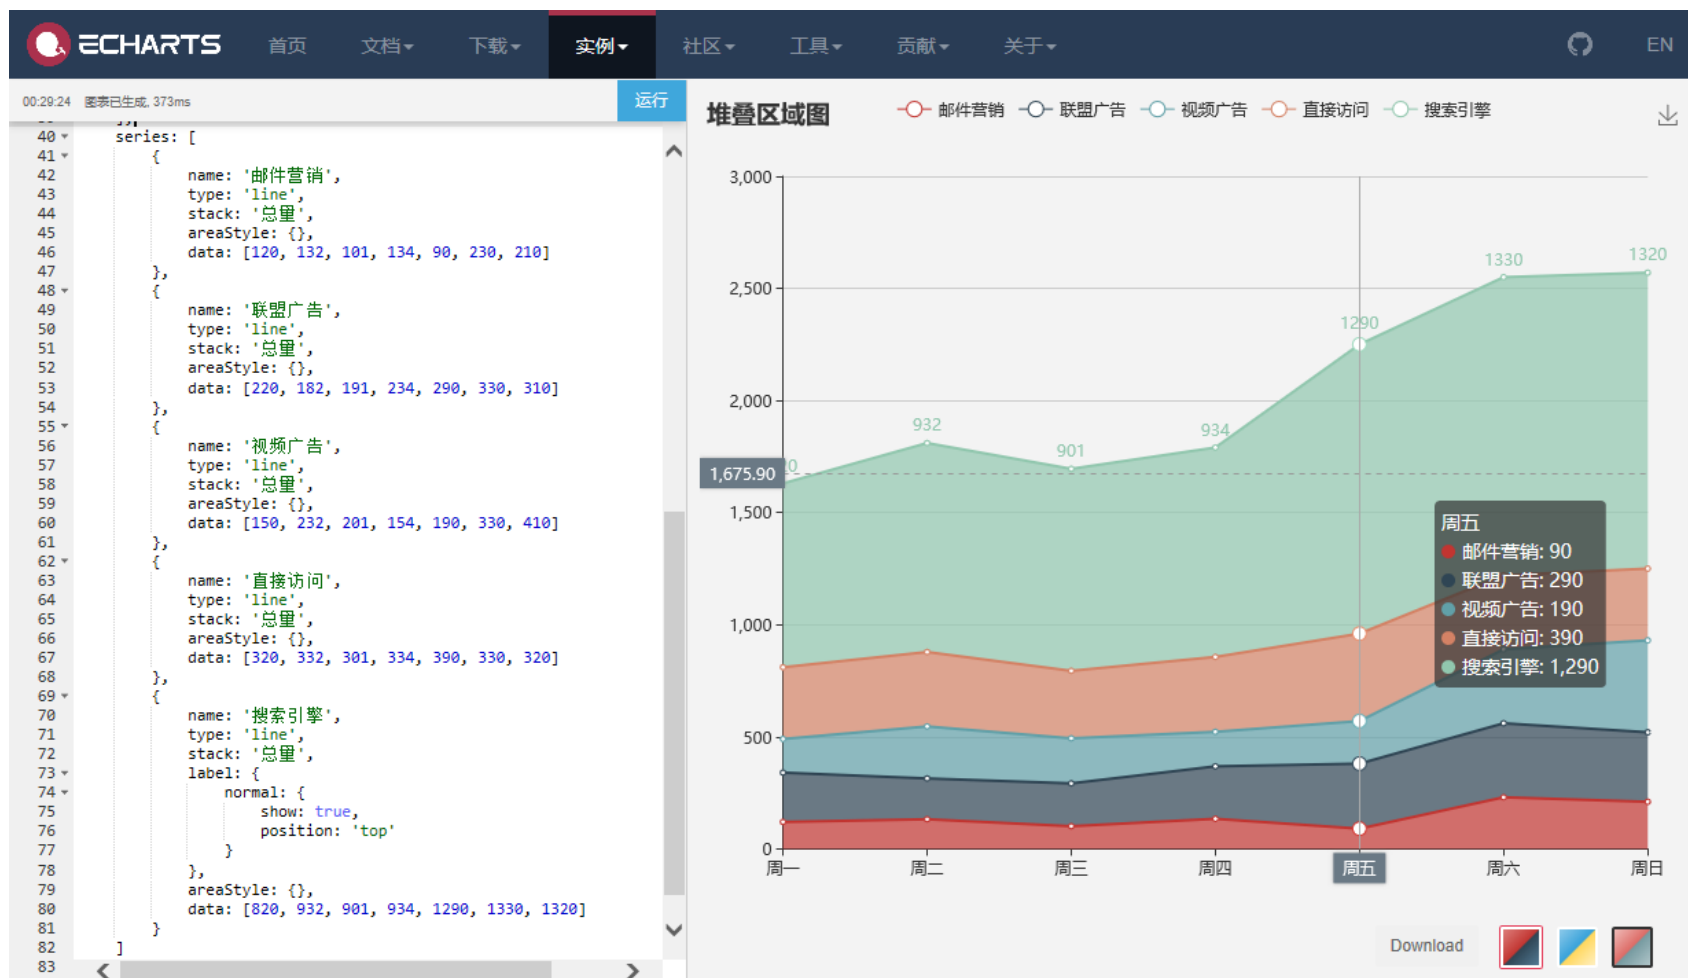 ECHARTS 首页 文档 下载 实例 社区 工具 贡献 关于 EN
00:29:24 图表已生成, 373ms 运行
40 series: [
41 {
42 name: '邮件营销',
43 type: 'line',
44 stack: '总量',
45 areaStyle: {},
46 data: [120, 132, 101, 134, 90, 230, 210]
47 },
48 {
49 name: '联盟广告',
50 type: 'line',
51 stack: '总量',
52 areaStyle: {},
53 data: [220, 182, 191, 234, 290, 330, 310]
54 },
55 {
56 name: '视频广告',
57 type: 'line',
58 stack: '总量',
59 areaStyle: {},
60 data: [150, 232, 201, 154, 190, 330, 410]
61 },
62 {
63 name: '直接访问',
64 type: 'line',
65 stack: '总量',
66 areaStyle: {},
67 data: [320, 332, 301, 334, 390, 330, 320]
68 },
69 {
70 name: '搜索引擎',
71 type: 'line',
72 stack: '总量',
73 label: {
74 normal: {
75 show: true,
76 position: 'top'
77 }
78 },
79 areaStyle: {},
80 data: [820, 932, 901, 934, 1290, 1330, 1320]
81 }
82 ]
83
堆叠区域图
邮件营销 联盟广告 视频广告 直接访问 搜索引擎
3,000
2,500
2,000
1,500
1,000
500
0
1,675.90
20
932
901
934
1290
1330
1320
周五
邮件营销: 90
联盟广告: 290
视频广告: 190
直接访问: 390
搜索引擎: 1,290
周一 周二 周三 周四 周五 周六 周日
Download